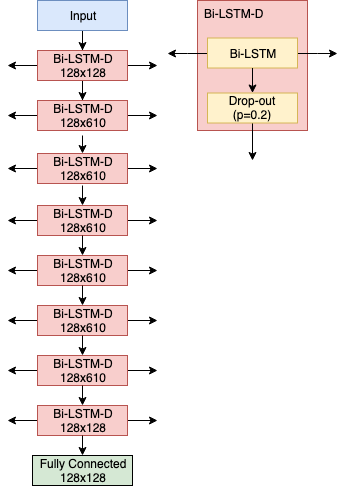 Input
Bi-LSTM-D
128x128
Bi-LSTM-D
128x610
Bi-LSTM-D
128x610
Bi-LSTM-D
128x610
Bi-LSTM-D
128x610
Bi-LSTM-D
128x610
Bi-LSTM-D
128x610
Bi-LSTM-D
128x128
Fully Connected
128x128
Bi-LSTM-D
Bi-LSTM
Drop-out
(p=0.2)